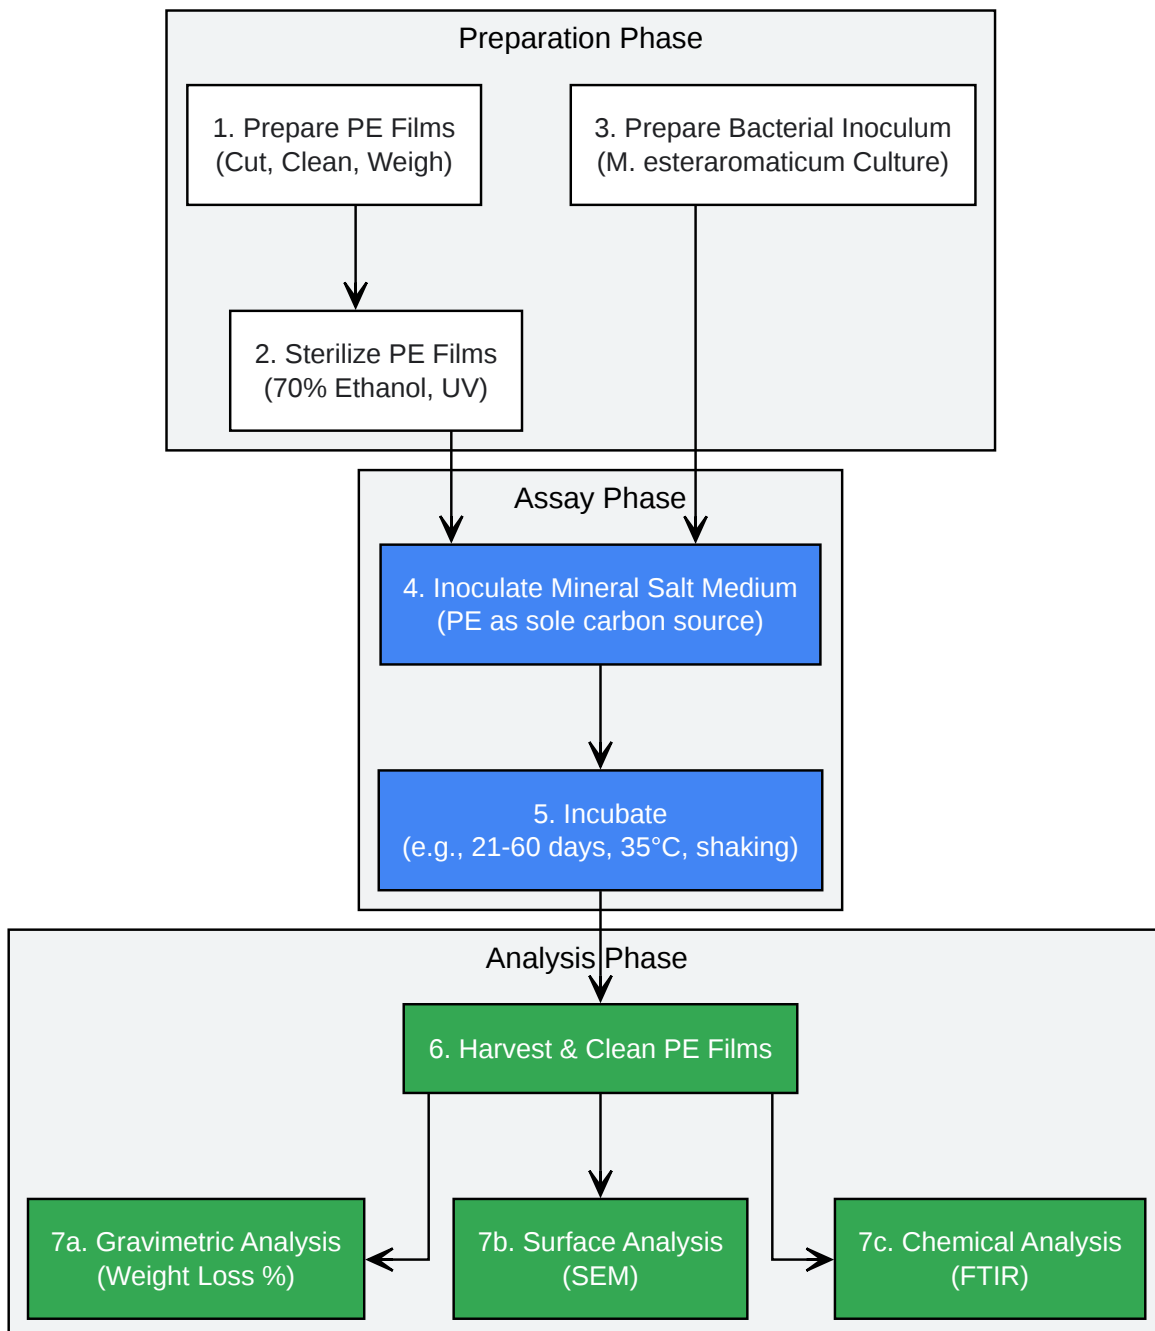 Preparation Phase
1. Prepare PE Films
(Cut, Clean, Weigh)
3. Prepare Bacterial Inoculum
(M. esteraromaticum Culture)
2. Sterilize PE Films
(70% Ethanol, UV)
Assay Phase
4. Inoculate Mineral Salt Medium
(PE as sole carbon source)
5. Incubate
(e.g., 21-60 days, 35°C, shaking)
Analysis Phase
6. Harvest & Clean PE Films
7a. Gravimetric Analysis
(Weight Loss %)
7b. Surface Analysis
(SEM)
7c. Chemical Analysis
(FTIR)